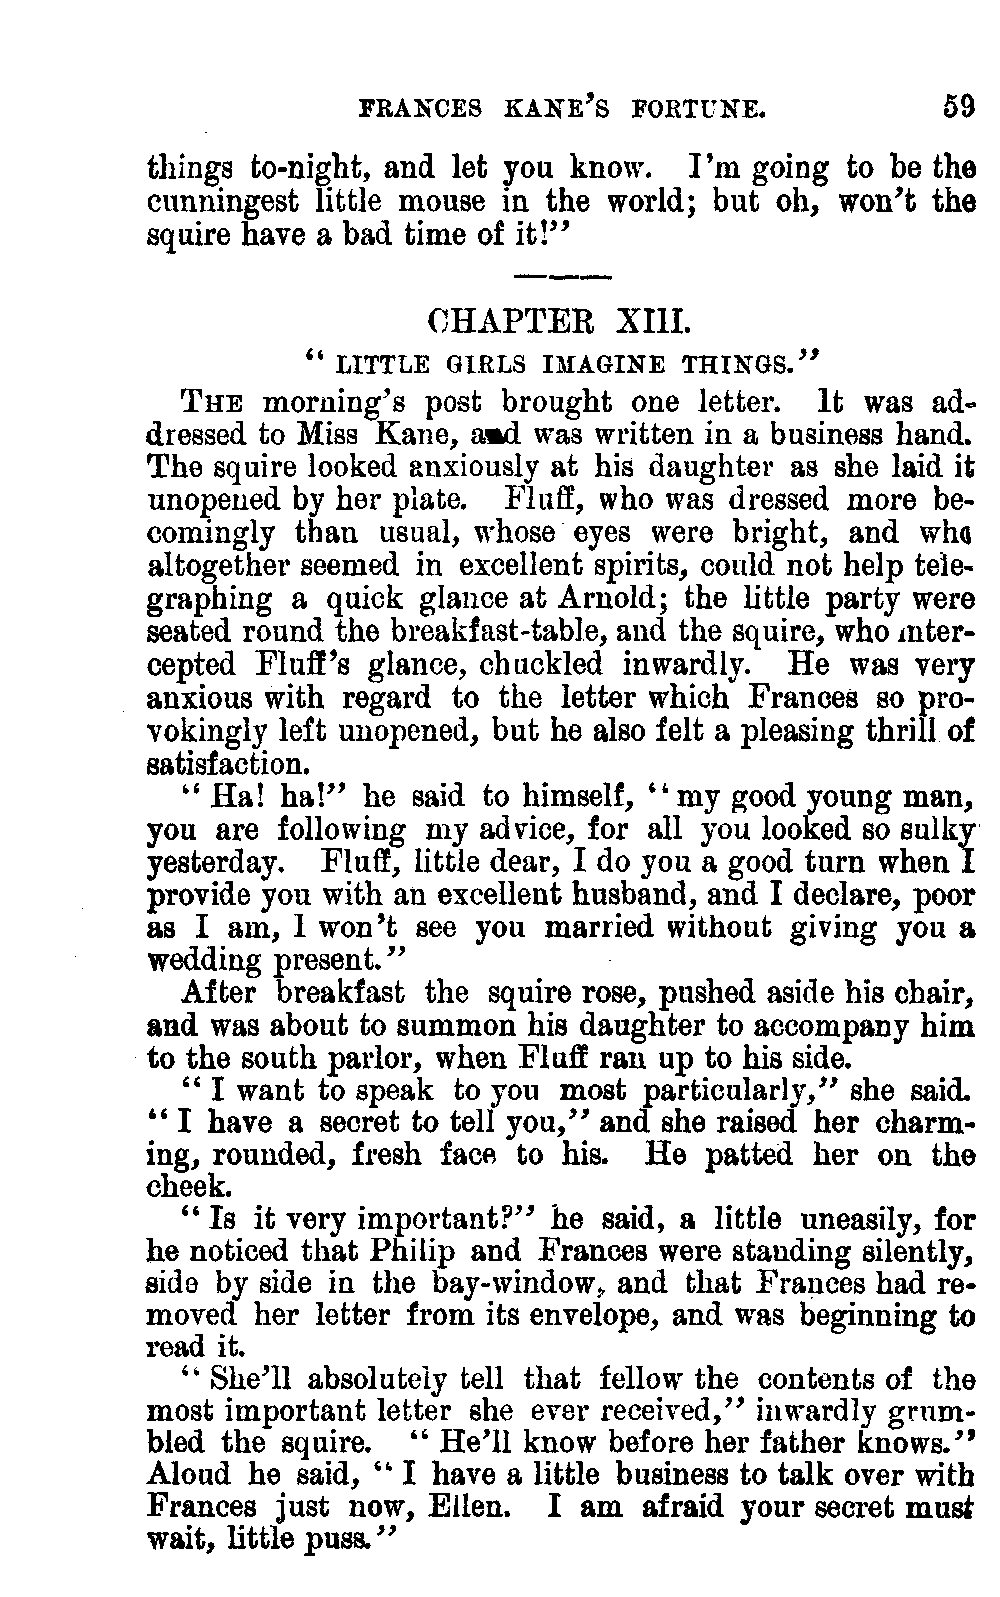 FRANCES KANE'S FORTUNE. 59
things to-night, and let you know. I'm going to be the
cunningest little mouse in the world; but oh, won't the
squire have a bad time of it!"
CHAPTER XIII.
"LITTLE GIRLS IMAGINE THINGS."
THE morning's post brought one letter. It was ad-
dressed to Miss Kane, and was written in a business hand.
The squire looked anxiously at his daughter as she laid it
unopened by her plate. Fluff, who was dressed more be-
comingly than usual, whose eyes were bright, and who
altogether seemed in excellent spirits, could not help tele-
graphing a quick glance at Arnold; the little party were
seated round the breakfast-table, and the squire, who inter-
cepted Fluff's glance, chuckled inwardly. He was very
anxious with regard to the letter which Frances so pro-
vokingly left unopened, but he also felt a pleasing thrill of
satisfaction.
"Ha! ha!" he said to himself, "my good young man,
you are following my advice, for all you looked so sulky
yesterday. Fluff, little dear, I do you a good turn when I
provide you with an excellent husband, and I declare, poor
as I am, I won't see you married without giving you a
wedding present."
After breakfast the squire rose, pushed aside his chair,
and was about to summon his daughter to accompany him
to the south parlor, when Fluff ran up to his side.
"I want to speak to you most particularly," she said.
"I have a secret to tell you," and she raised her charm-
ing, rounded, fresh face to his. He patted her on the
cheek.
"Is it very important?" he said, a little uneasily, for
he noticed that Philip and Frances were standing silently,
side by side in the bay-window, and that Frances had re-
moved her letter from its envelope, and was beginning to
read it.
"She'll absolutely tell that fellow the contents of the
most important letter she ever received," inwardly grum-
bled the squire. "He'll know before her father knows."
Aloud he said, "I have a little business to talk over with
Frances just now, Ellen. I am afraid your secret must
wait, little puss."